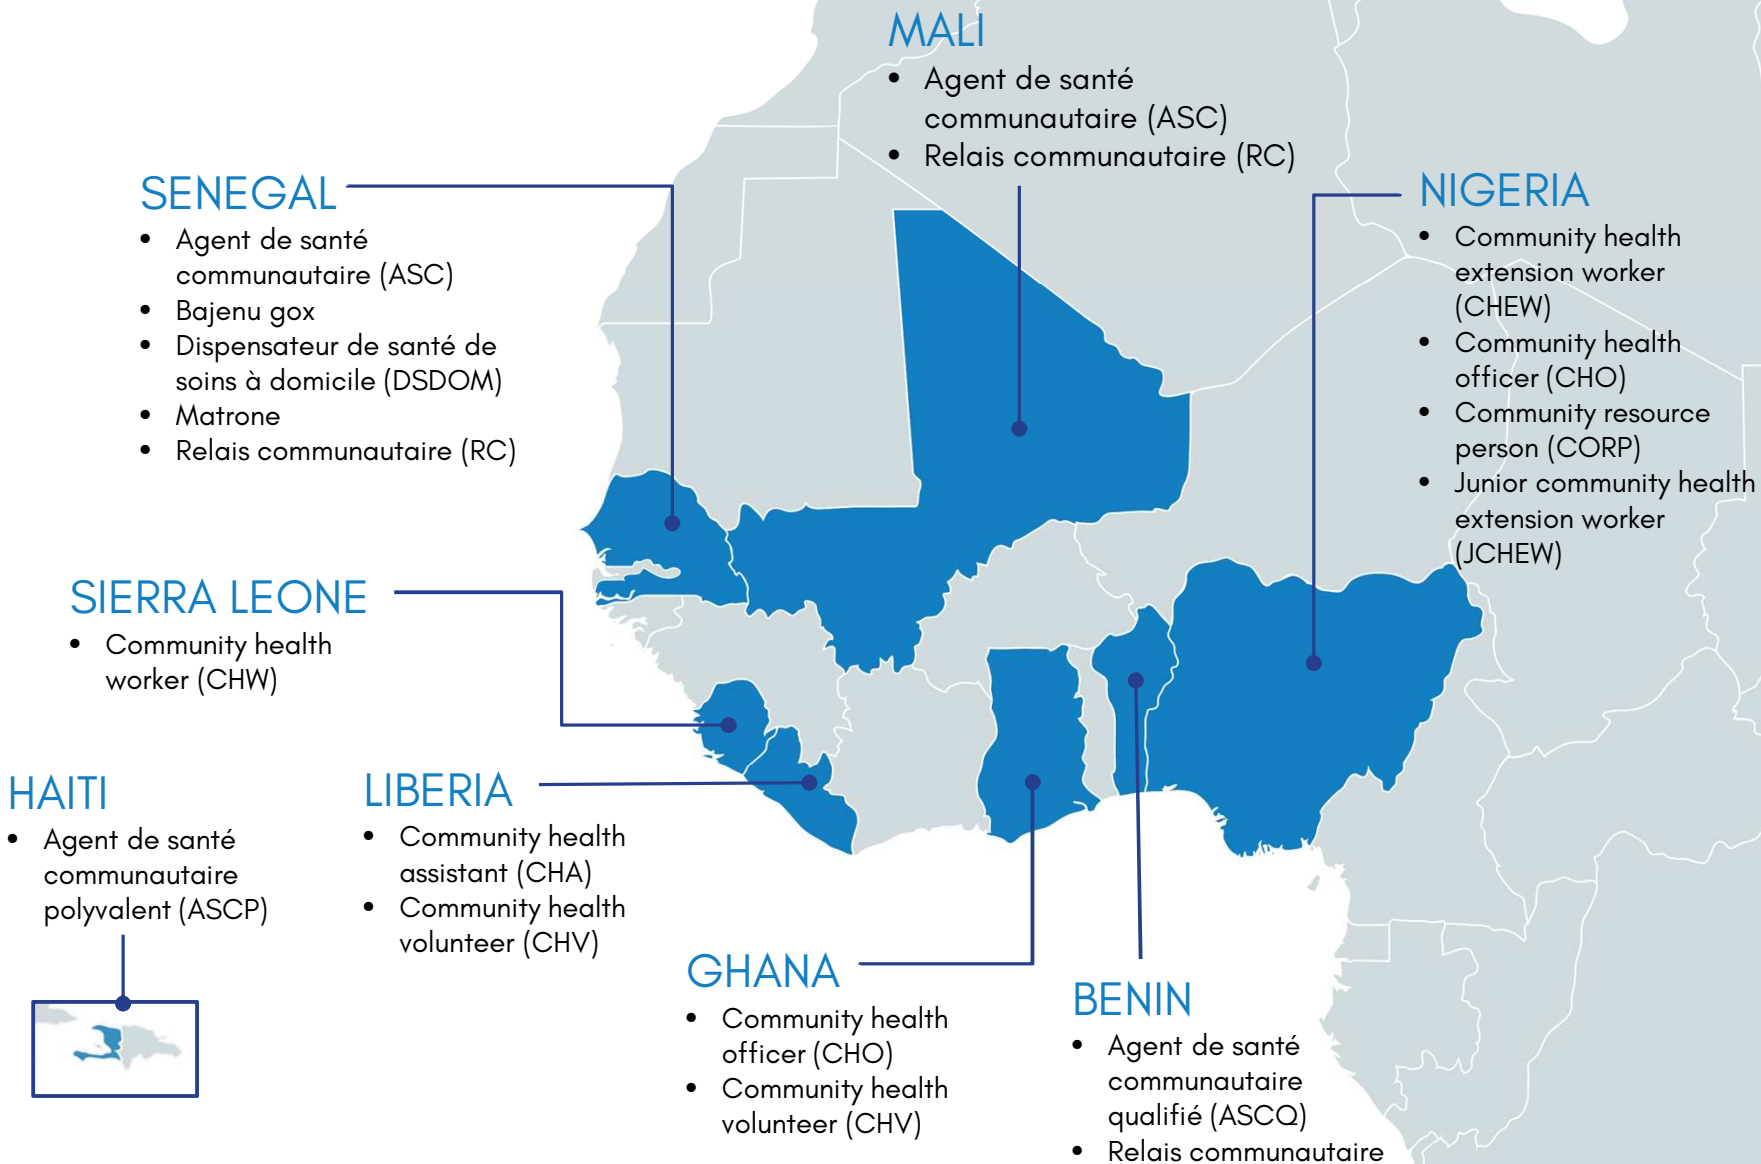 MALI
• Agent de santé
communautaire (ASC)
• Relais communautaire (RC)
SENEGAL
• Agent de santé
communautaire (ASC)
• Bajenu gox
• Dispensateur de santé de
soins à domicile (DSDOM)
• Matrone
• Relais communautaire (RC)
NIGERIA
• Community health
extension worker
(CHEW)
• Community health
officer (CHO)
• Community resource
person (CORP)
• Junior community health
extension worker
(JCHEW)
SIERRA LEONE
• Community health
worker (CHW)
HAITI
• Agent de santé
communautaire
polyvalent (ASCP)
LIBERIA
• Community health
assistant (CHA)
• Community health
volunteer (CHV)
GHANA
• Community health
officer (CHO)
• Community health
volunteer (CHV)
BENIN
• Agent de santé
communautaire
qualifié (ASCQ)
• Relais communautaire